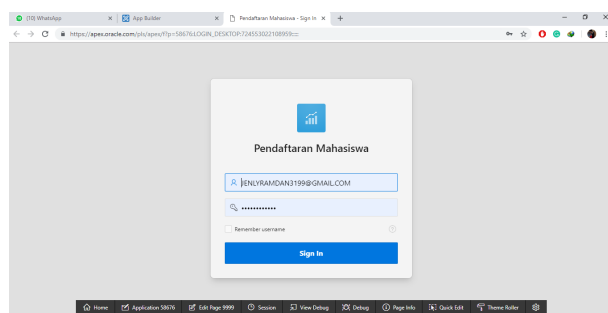 (10) WhatsApp
App Builder
Pendaftaran Mahasiswa - Sign In
https://apex.oracle.com/pls/apex/f?p=58676:LOGIN_DESKTOP:724553022108959:::::
Pendaftaran Mahasiswa
JENLYRAMDAN3199@GMAIL.COM
••••••••••••
Remember username
Sign In
Home Application 58676 Edit Page 9999 Session View Debug Debug Page Info Quick Edit Theme Roller